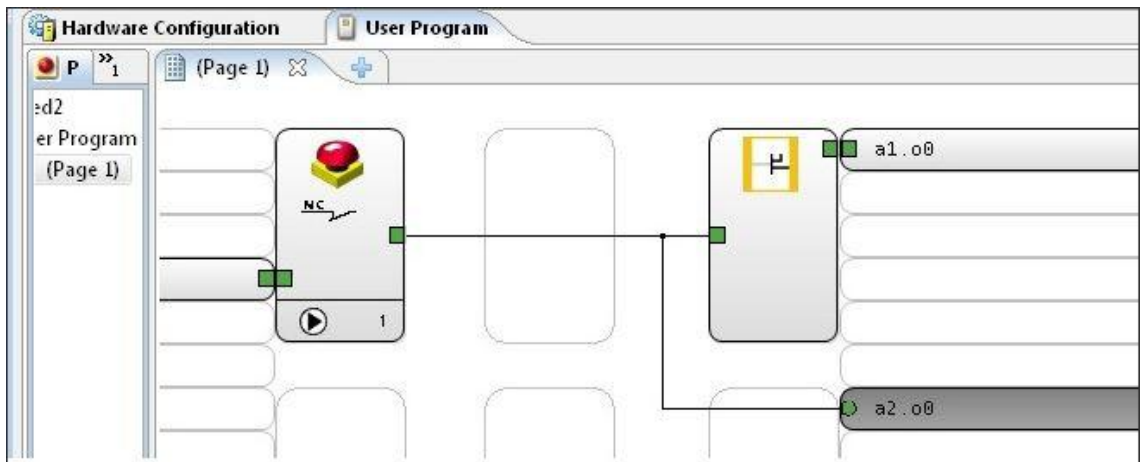 Hardware Configuration User Program
P »1 (Page 1)
ed2
er Program
(Page 1)
a1.o0
NC
1
a2.o0